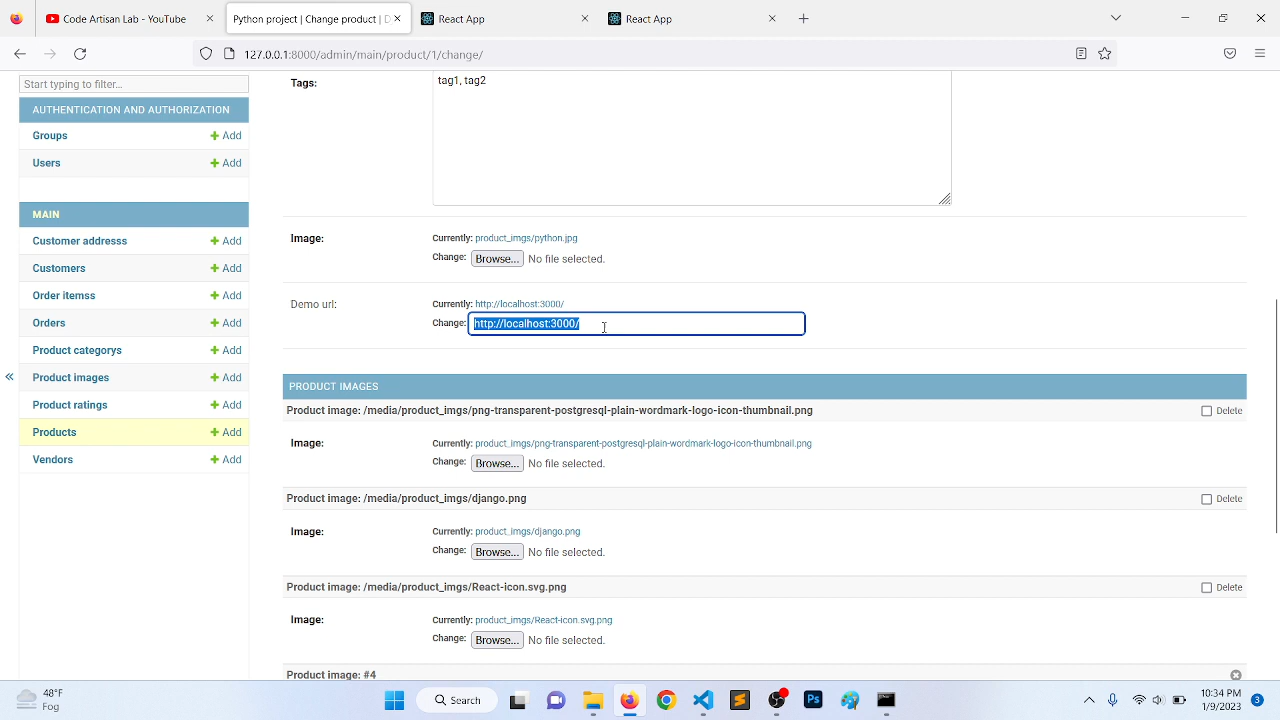 Code Artisan Lab - YouTube
Python project | Change product | D
React App
React App
127.0.0.1:8000/admin/main/product/1/change/
Start typing to filter...
AUTHENTICATION AND AUTHORIZATION
Groups Add
Users Add
MAIN
Customer addresss Add
Customers Add
Order itemss Add
Orders Add
Product categorys Add
Product images Add
Product ratings Add
Products Add
Vendors Add
Tags: tag1, tag2
Image: Currently: product_imgs/python.jpg
Change: Browse... No file selected.
Demo url: Currently: http://localhost:3000/
Change: http://localhost:3000/
PRODUCT IMAGES
Product image: /media/product_imgs/png-transparent-postgresql-plain-wordmark-logo-icon-thumbnail.png Delete
Image: Currently: product_imgs/png-transparent-postgresql-plain-wordmark-logo-icon-thumbnail.png
Change: Browse... No file selected.
Product image: /media/product_imgs/django.png Delete
Image: Currently: product_imgs/django.png
Change: Browse... No file selected.
Product image: /media/product_imgs/React-icon.svg.png Delete
Image: Currently: product_imgs/React-icon.svg.png
Change: Browse... No file selected.
Product image: #4
48°F
Fog
Search
Ps
10:34 PM
1/9/2023
3